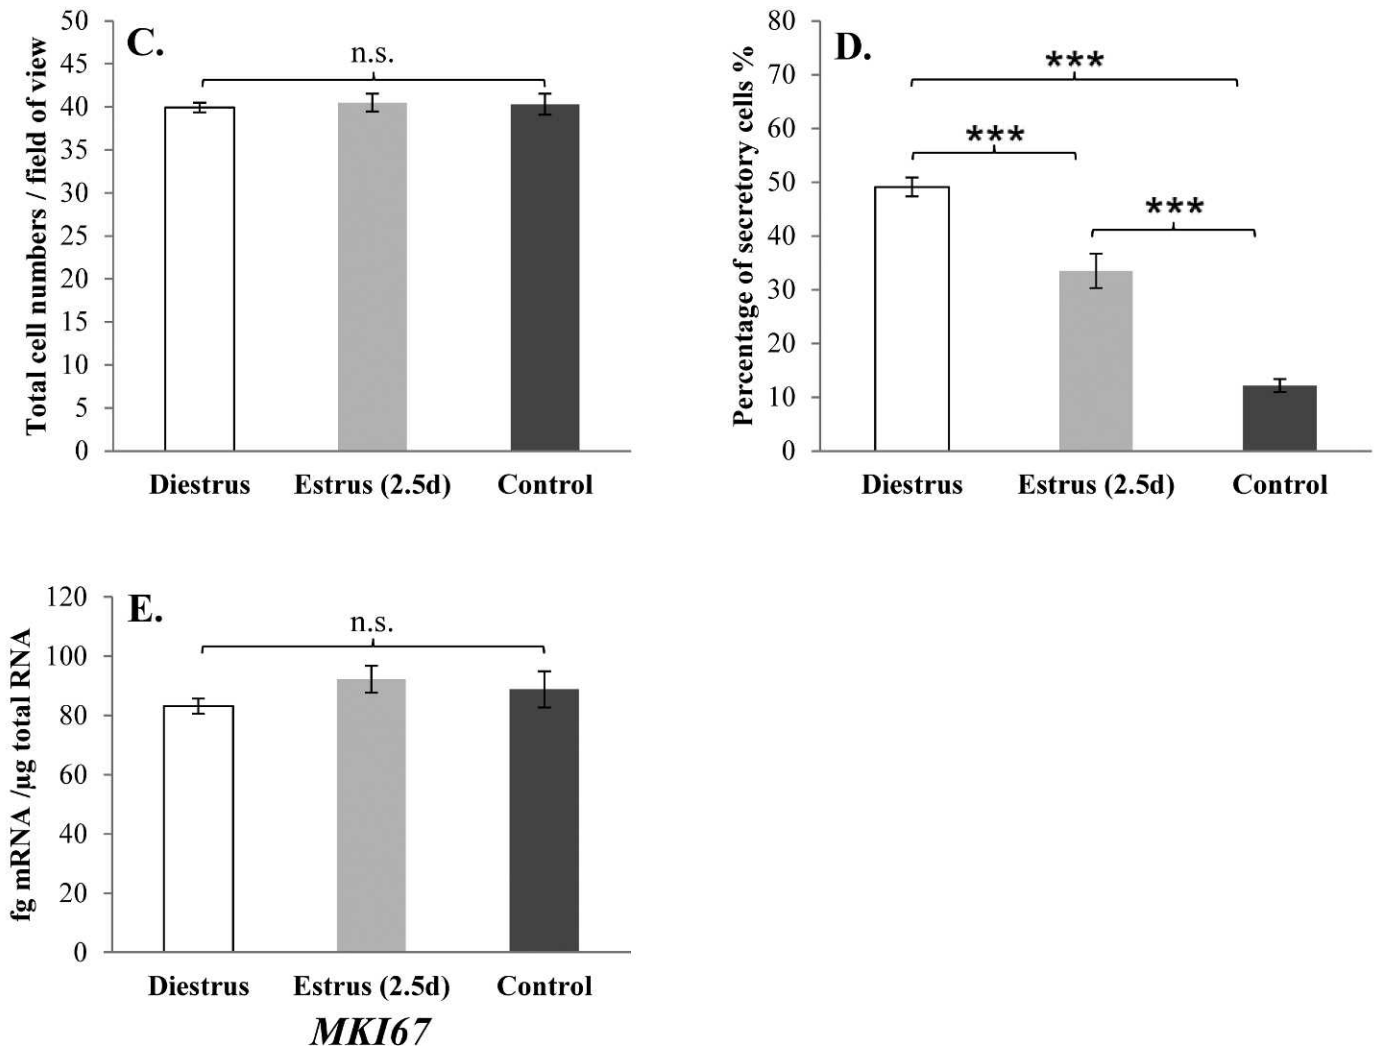 C.
Total cell numbers / field of view
50
45
40
35
30
25
20
15
10
5
0
n.s.
Diestrus Estrus (2.5d) Control
D.
Percentage of secretory cells %
80
70
60
50
40
30
20
10
0
***
***
***
Diestrus Estrus (2.5d) Control
E.
fg mRNA /µg total RNA
120
100
80
60
40
20
0
n.s.
Diestrus Estrus (2.5d) Control
MKI67